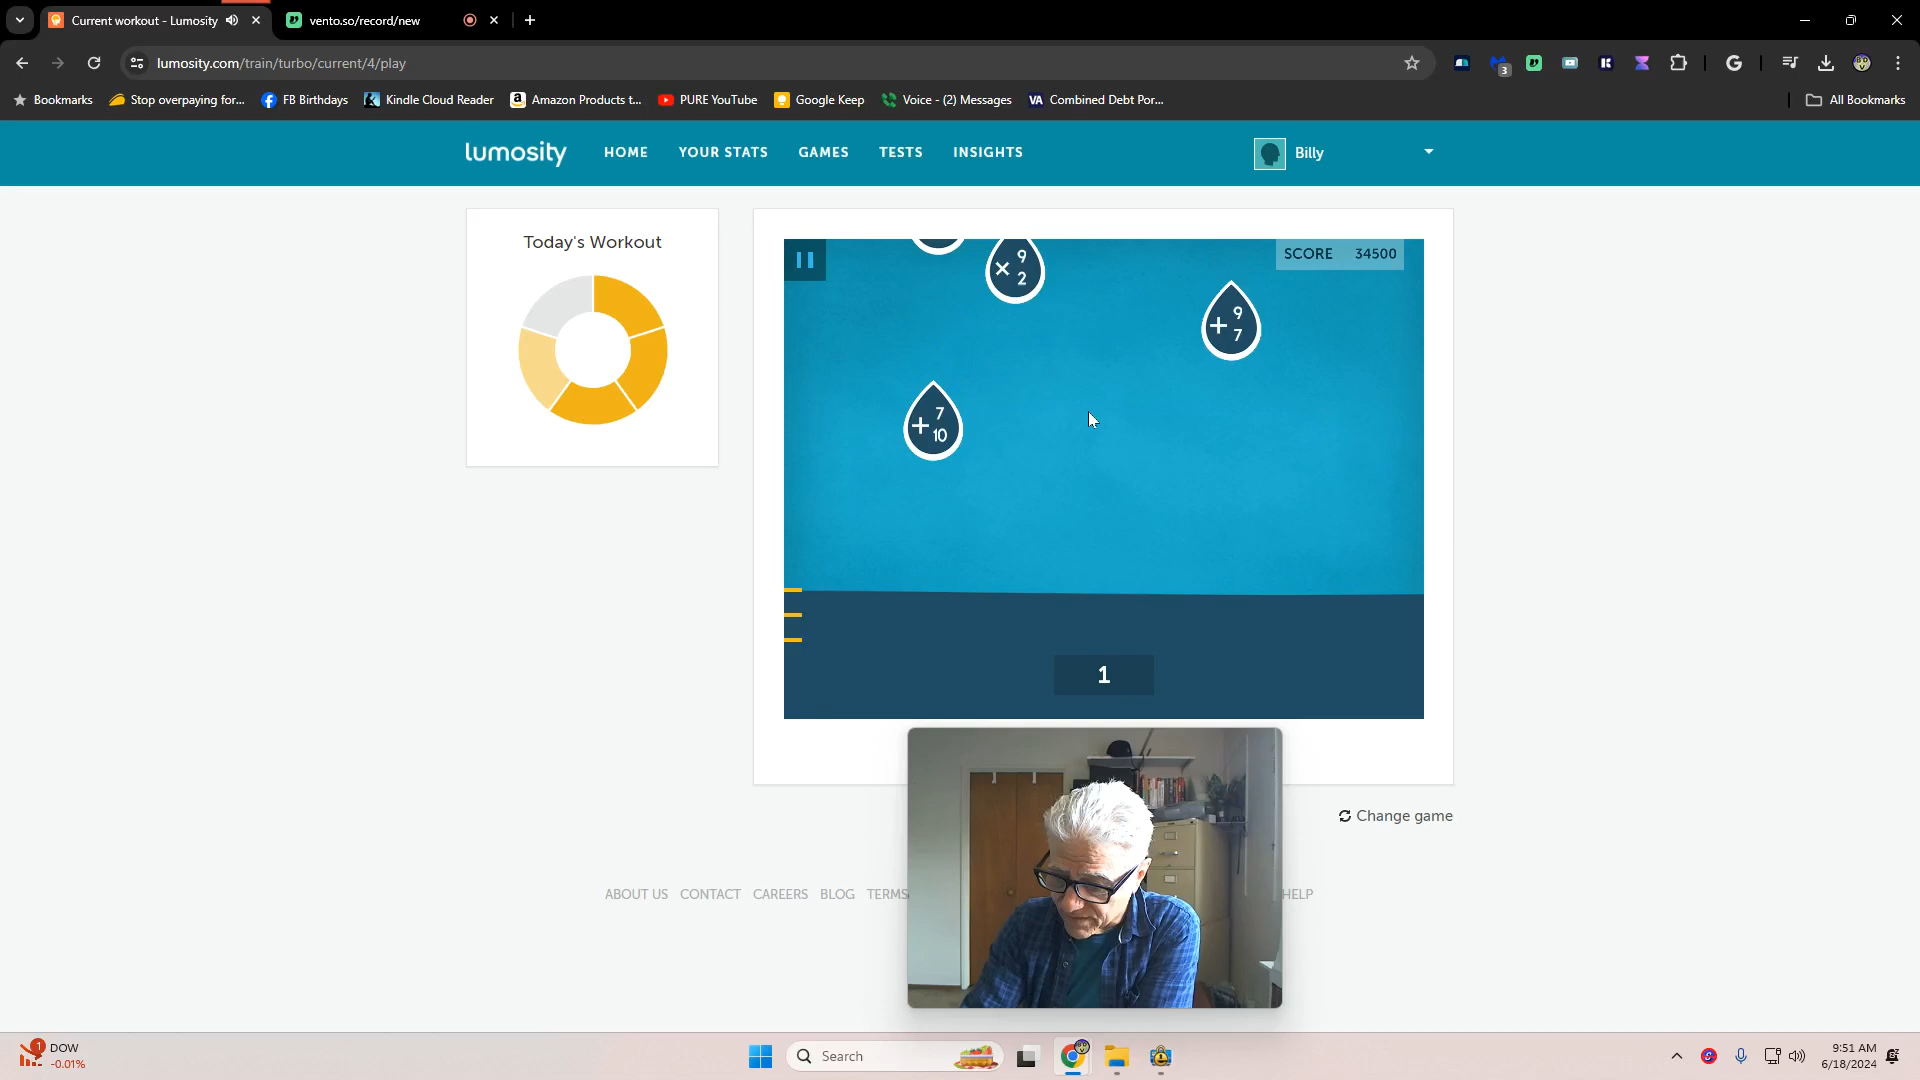 Current workout - Lumosity
vento.so/record/new
lumosity.com/train/turbo/current/4/play
3
Bookmarks
Stop overpaying for...
FB Birthdays
Kindle Cloud Reader
Amazon Products t...
PURE YouTube
Google Keep
Voice - (2) Messages
VA Combined Debt Por...
All Bookmarks
lumosity
HOME
YOUR STATS
GAMES
TESTS
INSIGHTS
Billy
Today's Workout
SCORE 34500
× 9
2
+ 9
7
+ 7
10
1
Change game
ABOUT US CONTACT CAREERS BLOG TERMS
HELP
1
DOW
-0.01%
Search
9:51 AM
6/18/2024